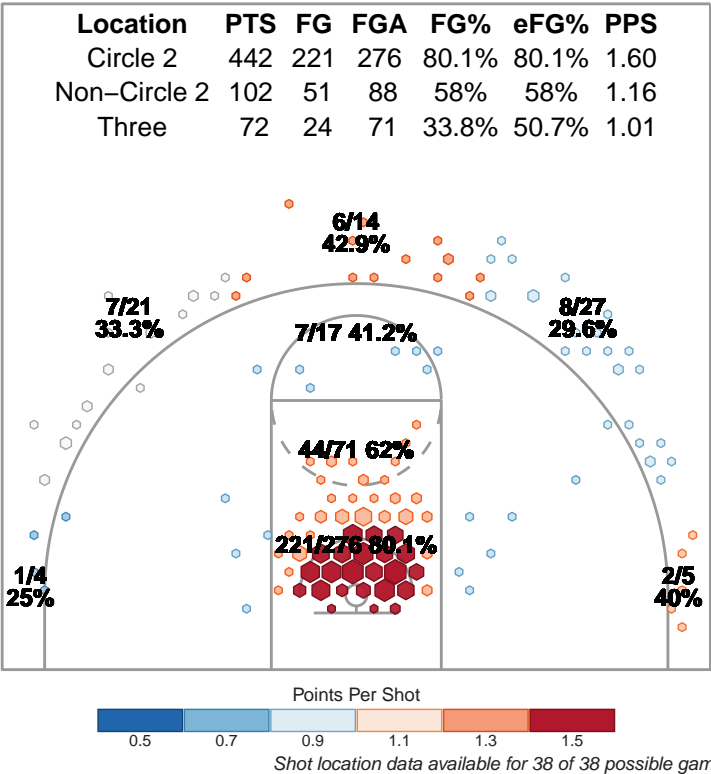 Location PTS FG FGA FG% eFG% PPS
Circle 2 442 221 276 80.1% 80.1% 1.60
Non−Circle 2 102 51 88 58% 58% 1.16
Three 72 24 71 33.8% 50.7% 1.01
6/14
42.9%
7/21
33.3%
8/27
29.6%
7/17 41.2%
44/71 62%
221/276 80.1%
1/4
25%
2/5
40%
Points Per Shot
0.5 0.7 0.9 1.1 1.3 1.5
Shot location data available for 38 of 38 possible gam